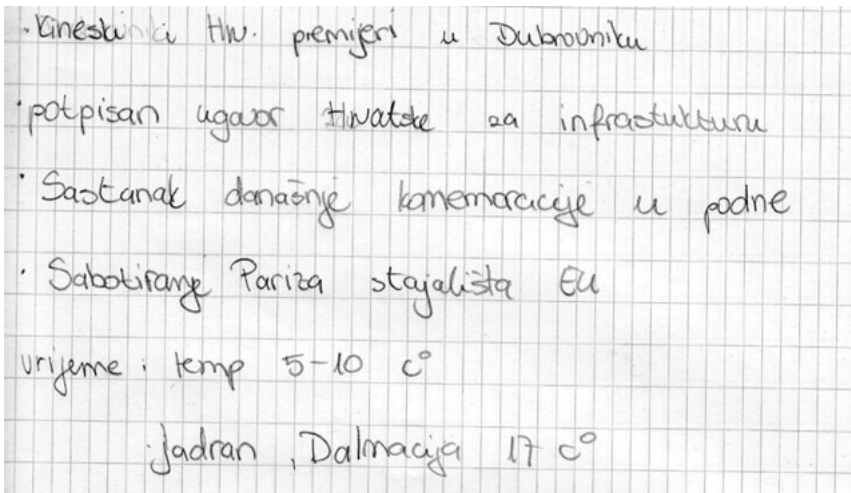 · Kineski i Hrv. premijeri u Dubrovniku
· potpisan ugovor Hrvatske za infrastukturu
· Sastanak današnje komemoracije u podne
· Sabotiranje Pariza stajališta EU
vrijeme : temp 5-10 c°
Jadran , Dalmacija 17 c°